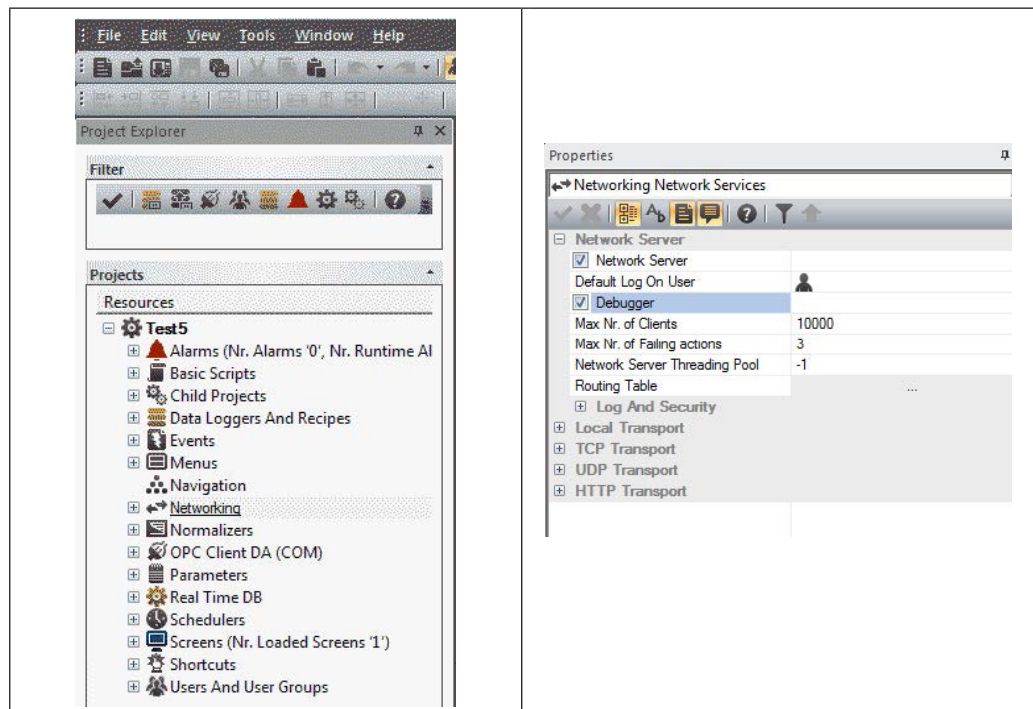 File Edit View Tools Window Help
Project Explorer
Filter
Projects
Resources
Test5
Alarms (Nr. Alarms '0', Nr. Runtime Al
Basic Scripts
Child Projects
Data Loggers And Recipes
Events
Menus
Navigation
Networking
Normalizers
OPC Client DA (COM)
Parameters
Real Time DB
Schedulers
Screens (Nr. Loaded Screens '1')
Shortcuts
Users And User Groups
Properties
Networking Network Services
Network Server
Network Server
Default Log On User
Debugger
Max Nr. of Clients 10000
Max Nr. of Failing actions 3
Network Server Threading Pool -1
Routing Table ...
Log And Security
Local Transport
TCP Transport
UDP Transport
HTTP Transport